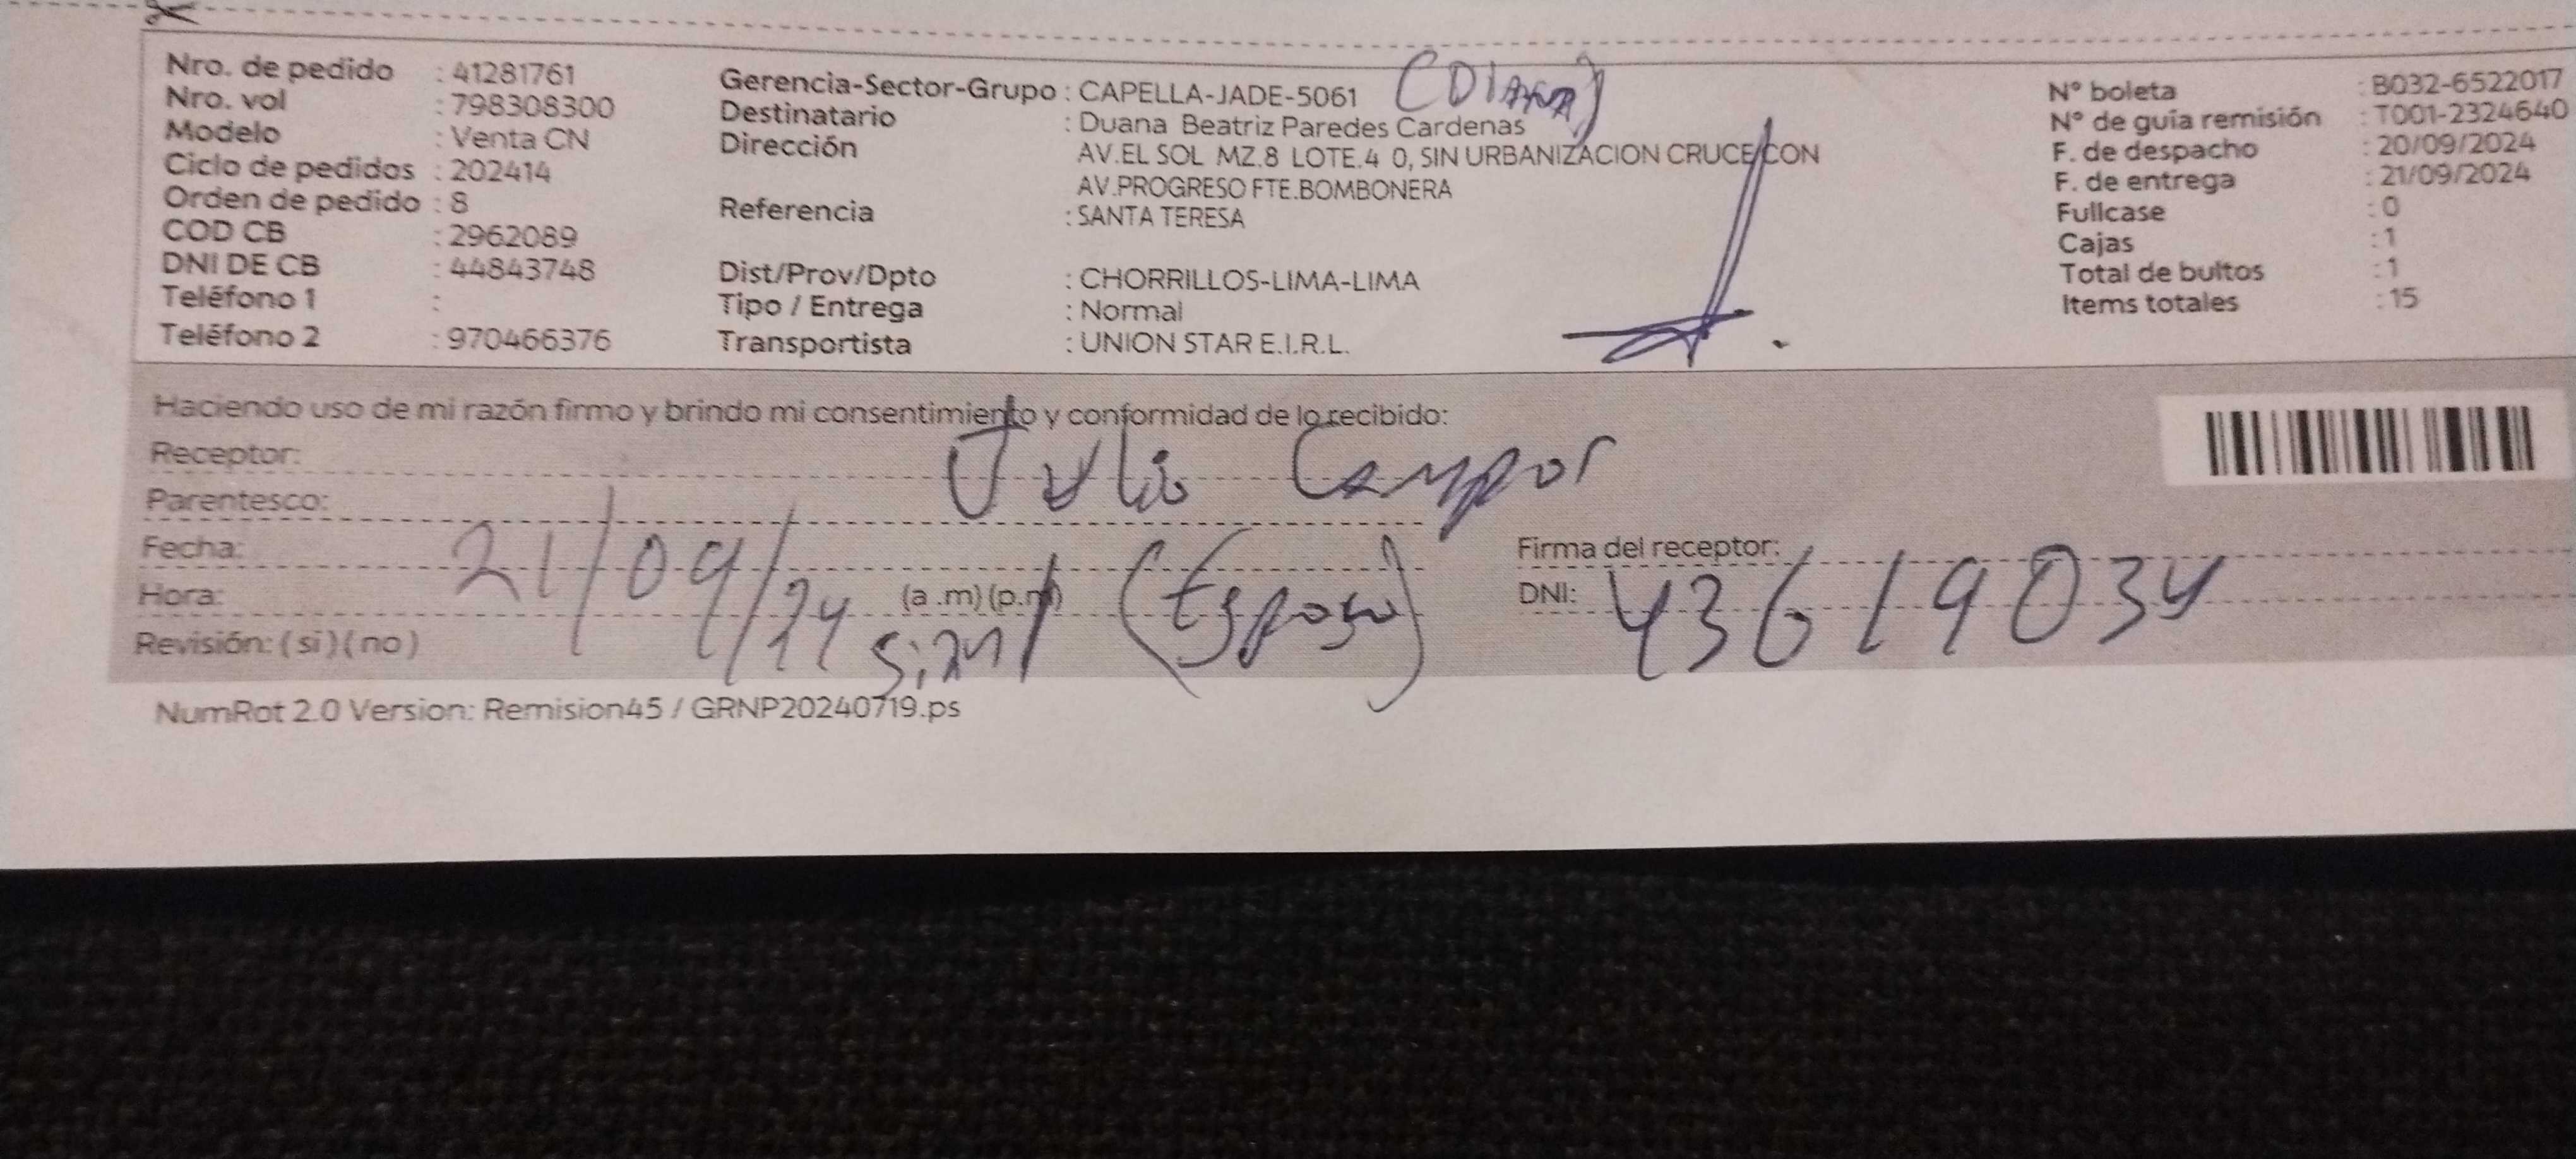 Nro. de pedido : 41281761
Nro. vol : 798308300
Modelo : Venta CN
Ciclo de pedidos : 202414
Orden de pedido : 8
COD CB : 2962089
DNI DE CB : 44843748
Teléfono 1 :
Teléfono 2 : 970466376
Gerencia-Sector-Grupo : CAPELLA-JADE-5061
Destinatario : Duana Beatriz Paredes Cardenas
Dirección AV.EL SOL MZ.8 LOTE.4 0, SIN URBANIZACION CRUCE CON
AV.PROGRESO FTE.BOMBONERA
Referencia : SANTA TERESA
Dist/Prov/Dpto : CHORRILLOS-LIMA-LIMA
Tipo / Entrega : Normal
Transportista : UNION STAR E.I.R.L.
N° boleta : B032-6522017
N° de guía remisión : T001-2324640
F. de despacho : 20/09/2024
F. de entrega : 21/09/2024
Fullcase : 0
Cajas : 1
Total de bultos : 1
Items totales : 15
Haciendo uso de mi razón firmo y brindo mi consentimiento y conformidad de lo recibido:
Receptor: Julio Campos
Parentesco:
Fecha: 21/09/24
Hora: (a .m) (p.m)
(Esposo)
Revisión: ( si ) ( no )
Firma del receptor:
DNI: 43619034
NumRot 2.0 Version: Remision45 / GRNP20240719.ps